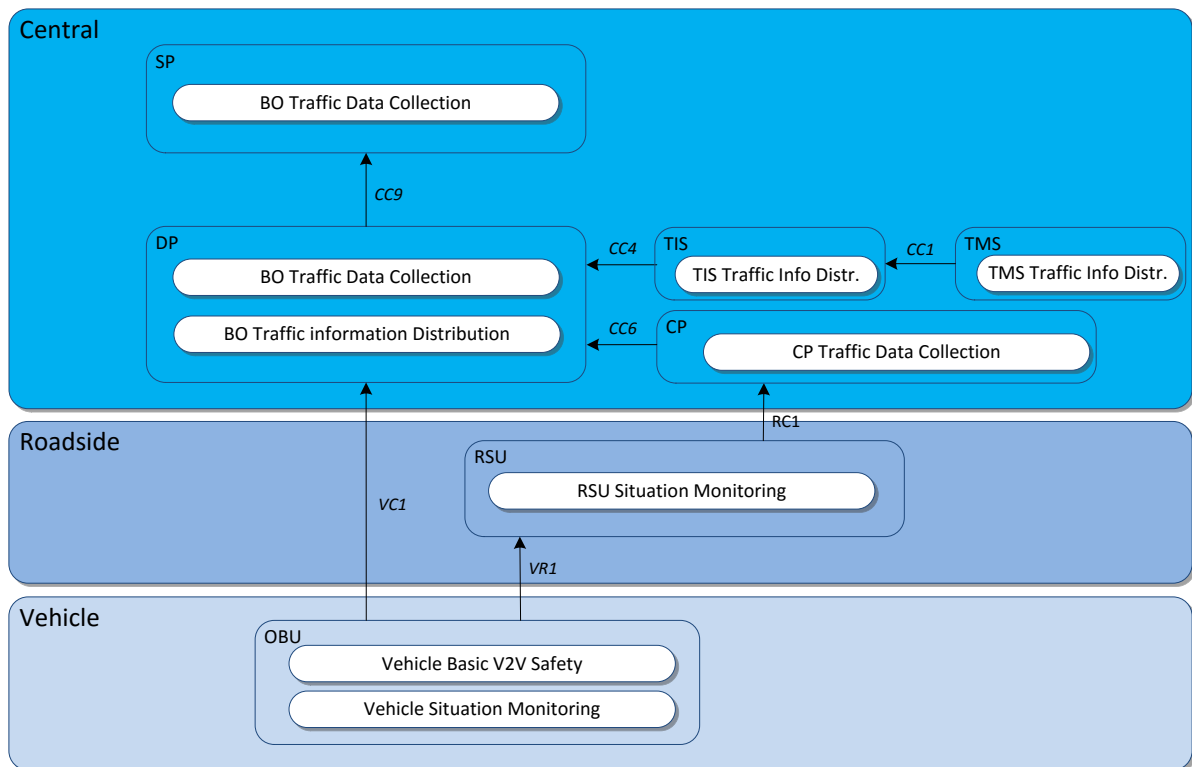 Central
SP
BO Traffic Data Collection
CC9
DP
BO Traffic Data Collection
BO Traffic information Distribution
CC4
TIS
TIS Traffic Info Distr.
CC1
TMS
TMS Traffic Info Distr.
CC6
CP
CP Traffic Data Collection
RC1
Roadside
RSU
RSU Situation Monitoring
VC1
VR1
Vehicle
OBU
Vehicle Basic V2V Safety
Vehicle Situation Monitoring